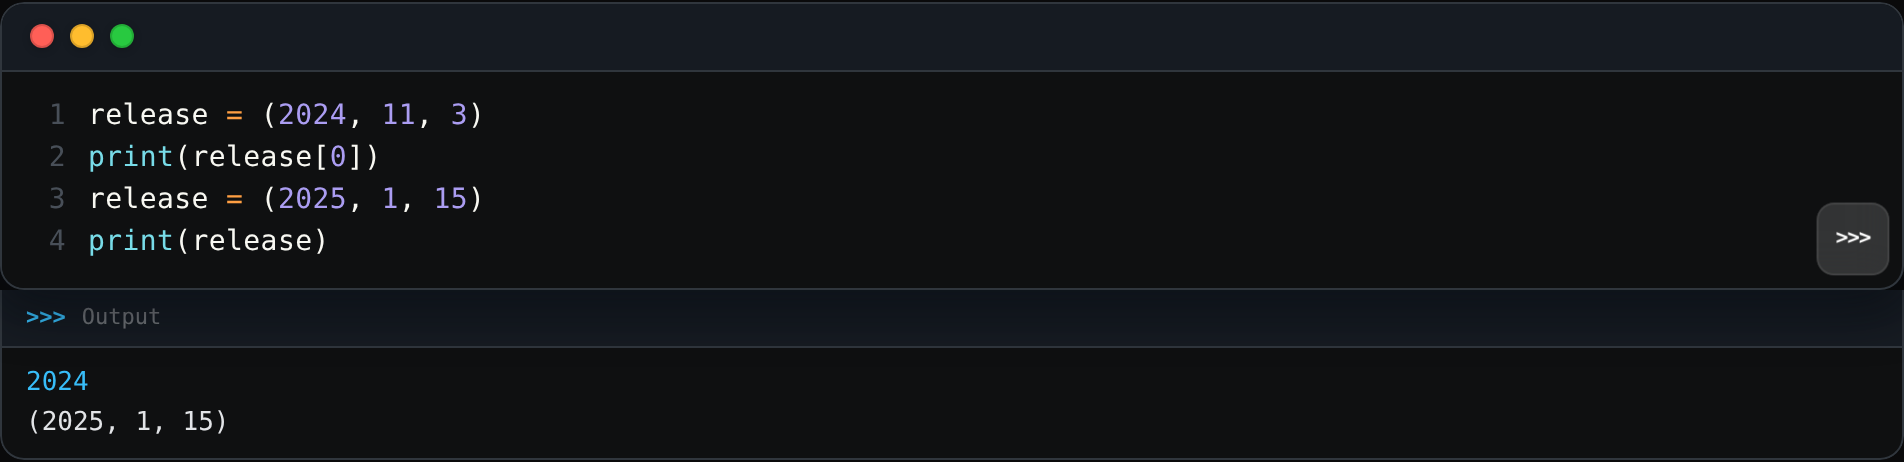 1 release = (2024, 11, 3)
2 print(release[0])
3 release = (2025, 1, 15)
4 print(release)
>>>
>>> Output
2024
(2025, 1, 15)